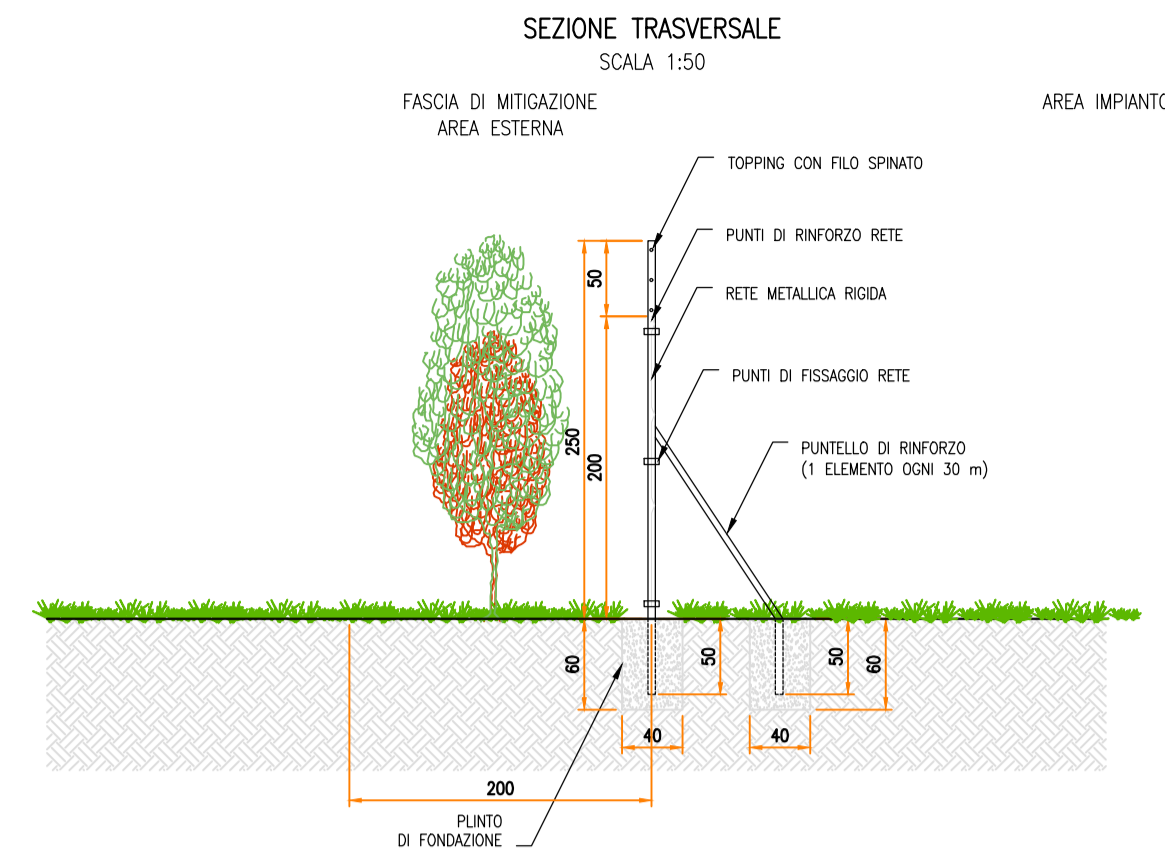 SEZIONE TRASVERSALE
SCALA 1:50
FASCIA DI MITIGAZIONE
AREA ESTERNA
AREA IMPIANTO
TOPPING CON FILO SPINATO
PUNTI DI RINFORZO RETE
RETE METALLICA RIGIDA
PUNTI DI FISSAGGIO RETE
PUNTELLO DI RINFORZO
(1 ELEMENTO OGNI 30 m)
50
250
200
60
50
50
60
40
40
200
PLINTO
DI FONDAZIONE